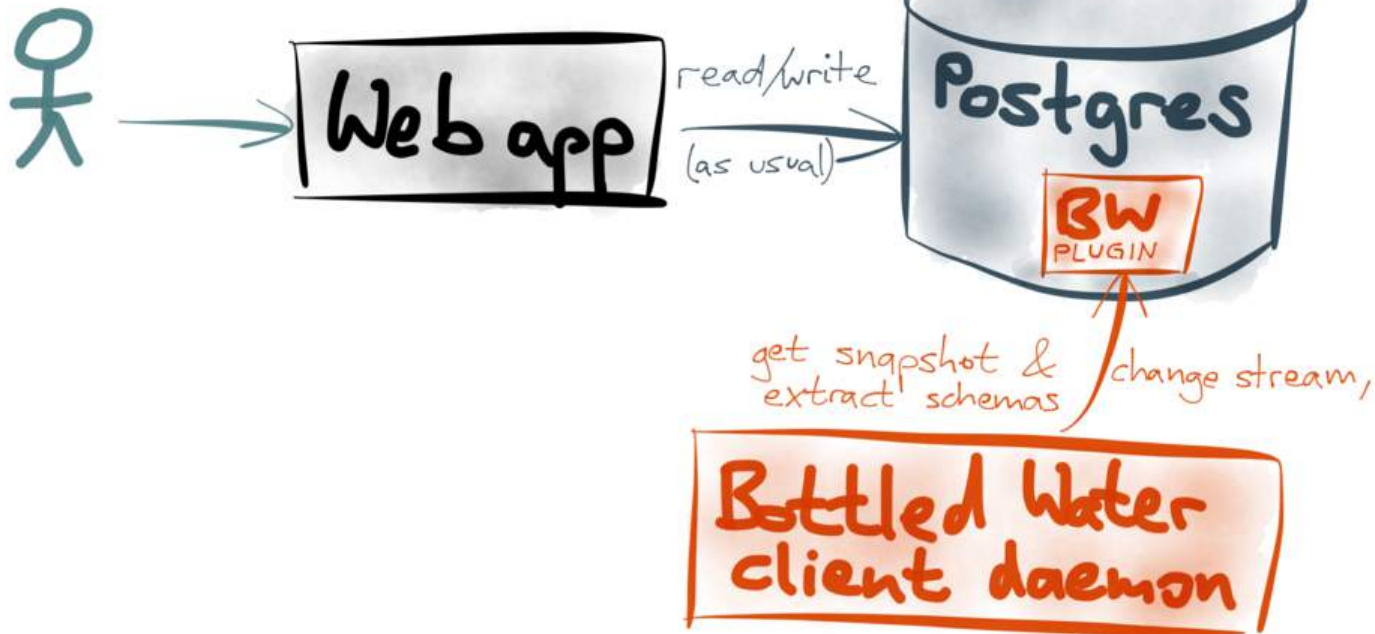 Web app
read/write
(as usual)
Postgres
BW
PLUGIN
get snapshot &
extract schemas
change stream,
Bottled Water
client daemon